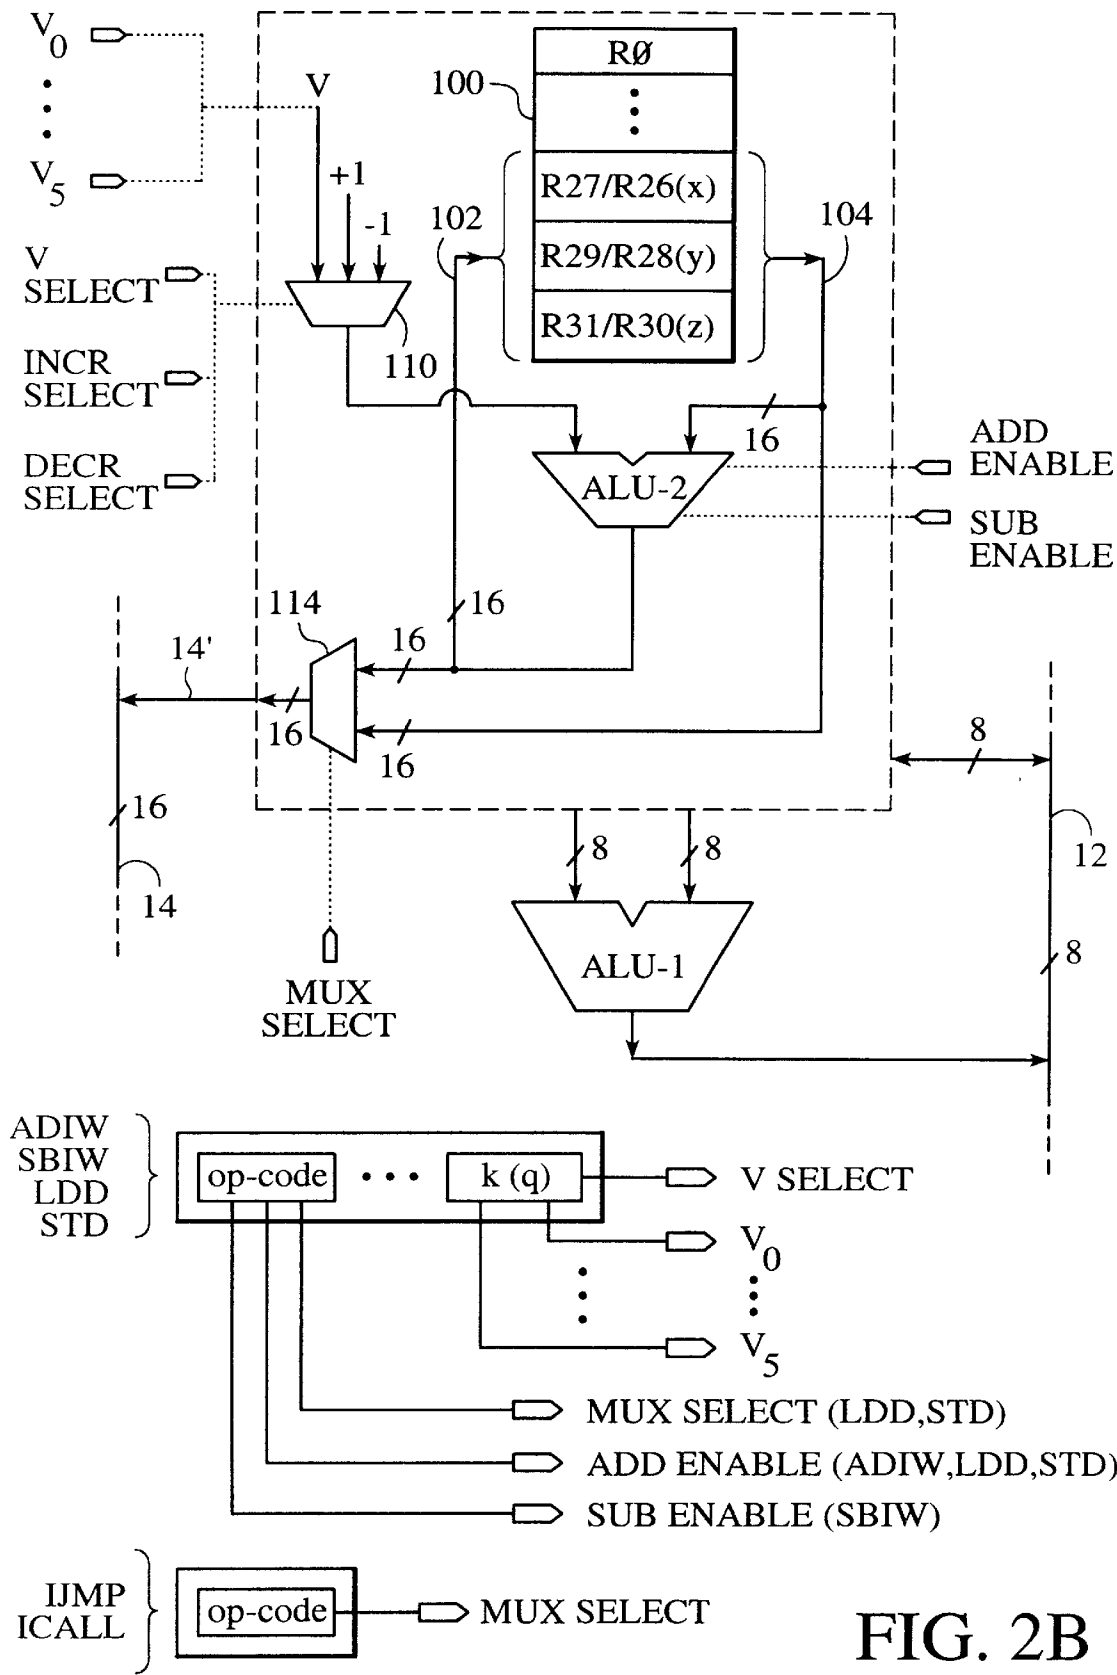 V0
V5
V
+1
-1
V
SELECT
INCR
SELECT
DECR
SELECT
100
102
104
110
RØ
R27/R26(x)
R29/R28(y)
R31/R30(z)
16
ALU-2
ADD
ENABLE
SUB
ENABLE
114
16
16
14'
16
16
16
14
MUX
SELECT
8
12
8
8
8
ALU-1
ADIW
SBIW
LDD
STD
op-code
k (q)
V SELECT
V0
V5
MUX SELECT (LDD,STD)
ADD ENABLE (ADIW,LDD,STD)
SUB ENABLE (SBIW)
IJMP
ICALL
op-code
MUX SELECT
FIG. 2B